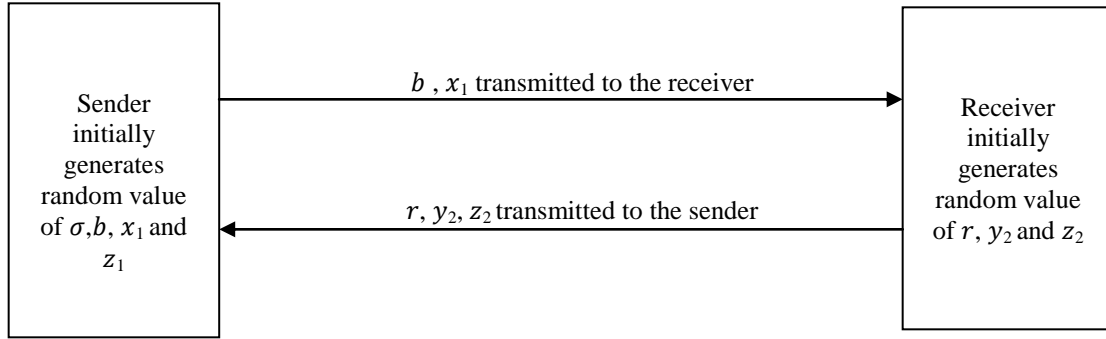 Sender
initially
generates
random value
of σ,b, x₁ and
z₁
b , x₁ transmitted to the receiver
r, y₂, z₂ transmitted to the sender
Receiver
initially
generates
random value
of r, y₂ and z₂